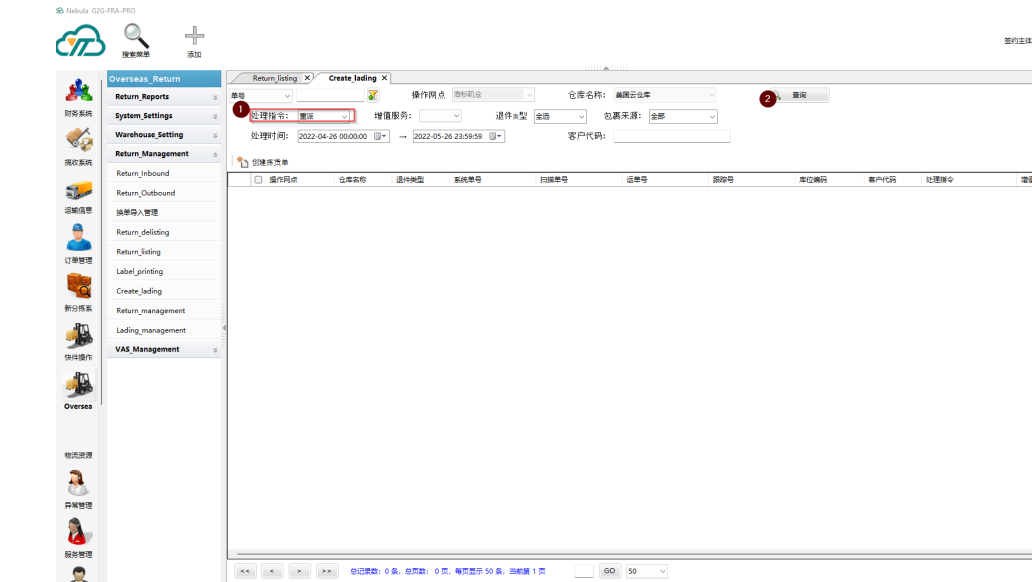 Nebula G2G-FRA-PRO
搜索菜单
添加
签约主体
财务系统
揽收系统
运输信息
订单管理
新分拣系
快件操作
Oversea
物流资源
异常管理
服务管理
Overseas_Return
Return_Reports
System_Settings
Warehouse_Setting
Return_Management
Return_Inbound
Return_Outbound
换单导入管理
Return_delisting
Return_listing
Label_printing
Create_lading
Return_management
Lading_management
VAS_Management
Return_listing X Create_lading X
单号 操作网点 洛杉矶仓 仓库名称: 美国云仓库 2 查询
1 处理指令: 重派 增值服务: 退件类型 全选 包裹来源: 全部
处理时间: 2022-04-26 00:00:00 → 2022-05-26 23:59:59 客户代码:
创建拣货单
操作网点 仓库名称 退件类型 系统单号 扫描单号 运单号 跟踪号 库位编码 客户代码 处理指令 增值
<< < > >> 总记录数: 0 条, 总页数: 0 页, 每页显示 50 条, 当前第 1 页 GO 50